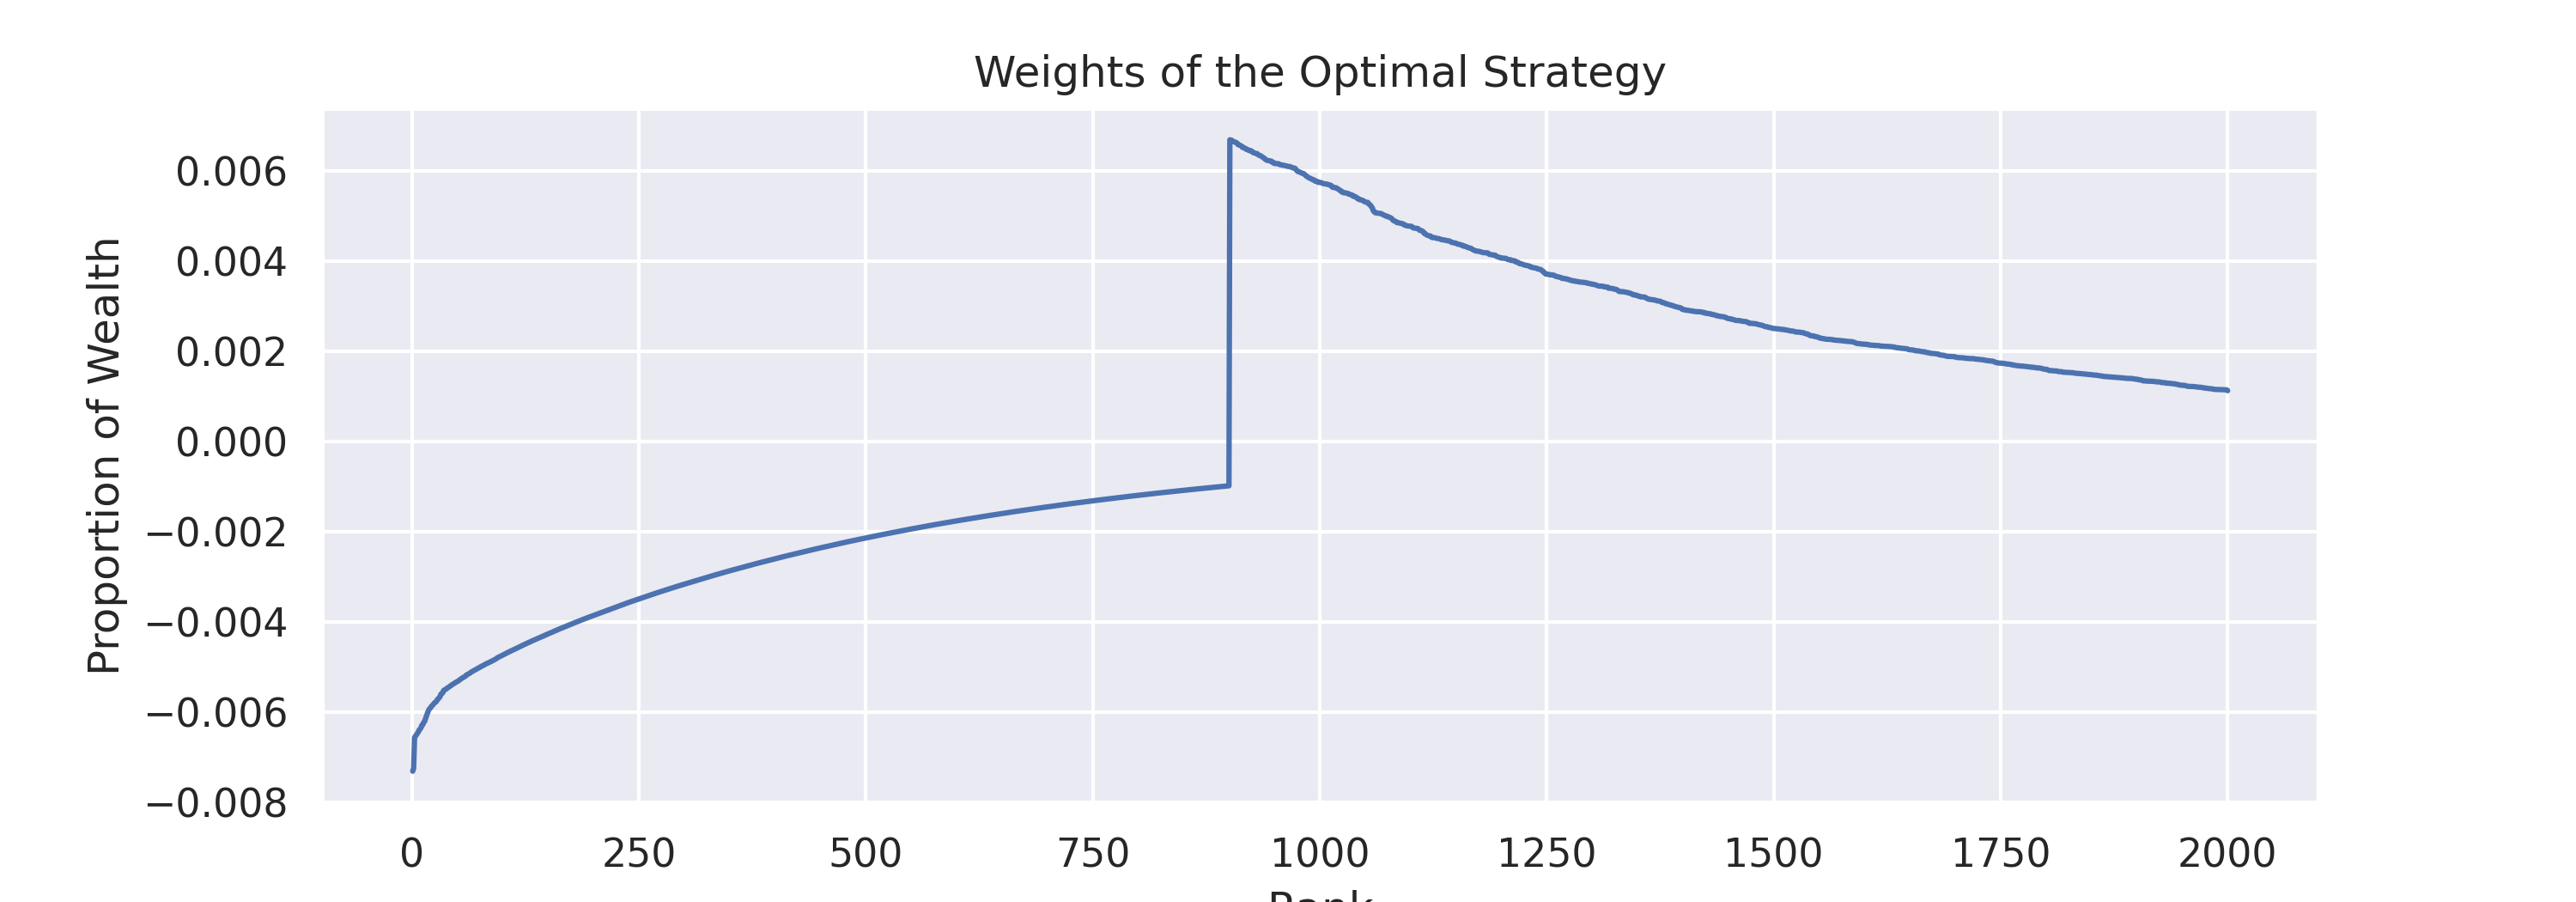 Weights of the Optimal Strategy
Proportion of Wealth
0.006
0.004
0.002
0.000
−0.002
−0.004
−0.006
−0.008
0 250 500 750 1000 1250 1500 1750 2000
Rank